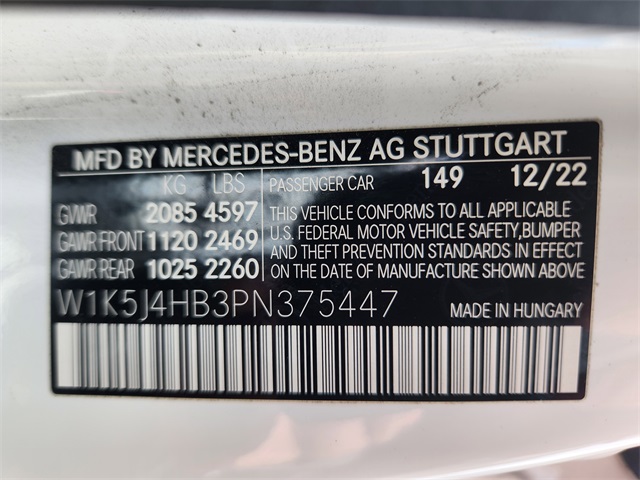 MFD BY MERCEDES-BENZ AG STUTTGART
KG LBS PASSENGER CAR 149 12/22
GVWR 2085 4597 THIS VEHICLE CONFORMS TO ALL APPLICABLE
GAWR FRONT 1120 2469 U.S. FEDERAL MOTOR VEHICLE SAFETY, BUMPER
GAWR REAR 1025 2260 AND THEFT PREVENTION STANDARDS IN EFFECT
ON THE DATE OF MANUFACTURE SHOWN ABOVE
W1K5J4HB3PN375447 MADE IN HUNGARY